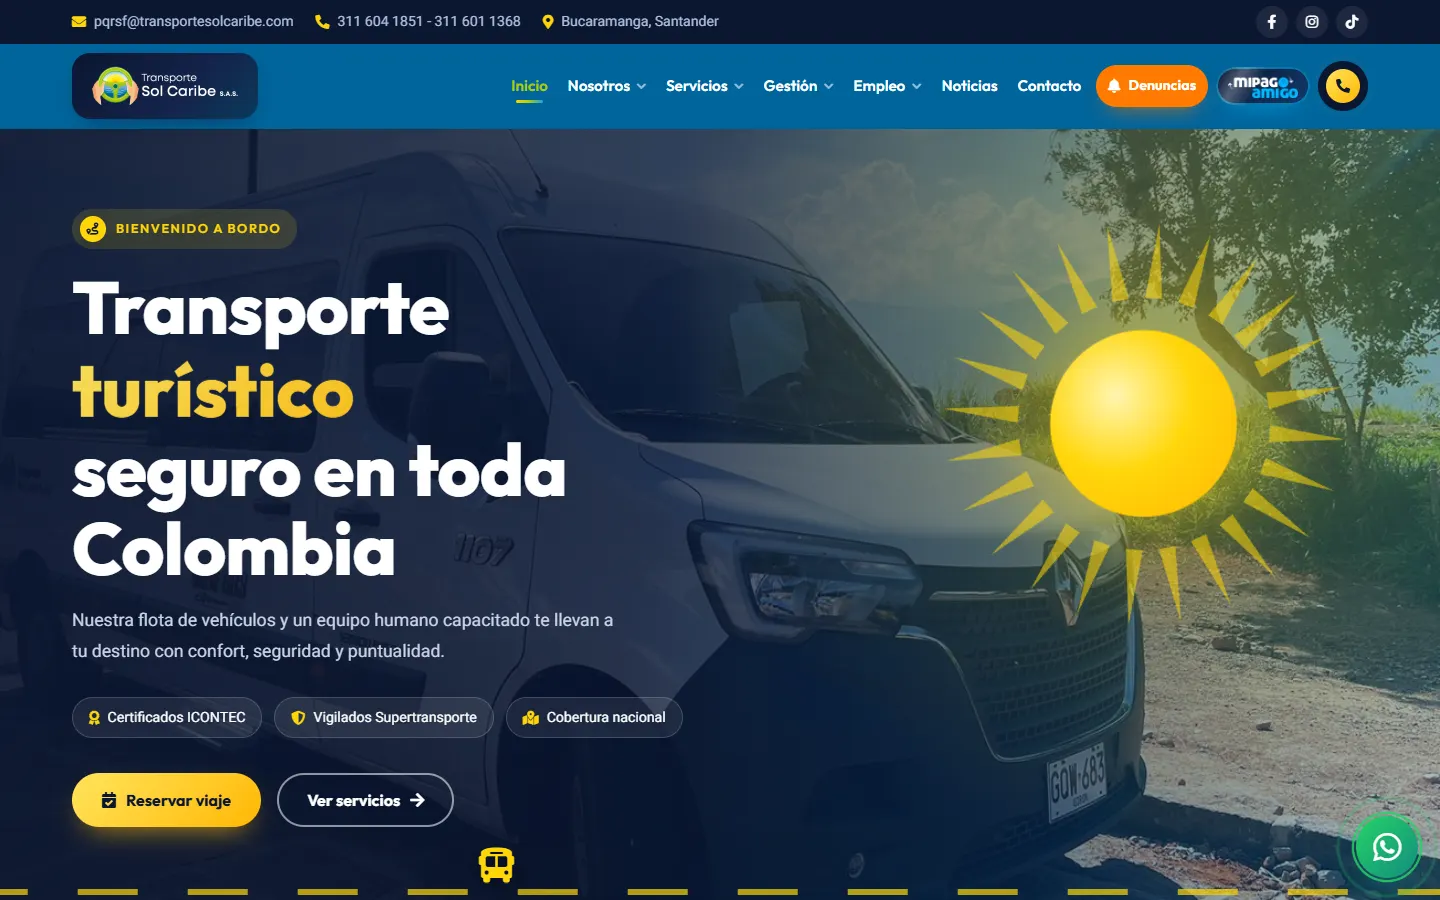 pqrsf@transportesolcaribe.com
311 604 1851 - 311 601 1368
Bucaramanga, Santander
Transporte
Sol Caribe S.A.S.
Inicio
Nosotros
Servicios
Gestión
Empleo
Noticias
Contacto
Denuncias
MIPAGO
AMIGO
BIENVENIDO A BORDO
Transporte
turístico
seguro en toda
Colombia
1107
Nuestra flota de vehículos y un equipo humano capacitado te llevan a
tu destino con confort, seguridad y puntualidad.
Certificados ICONTEC
Vigilados Supertransporte
Cobertura nacional
GOW·683
Reservar viaje
Ver servicios